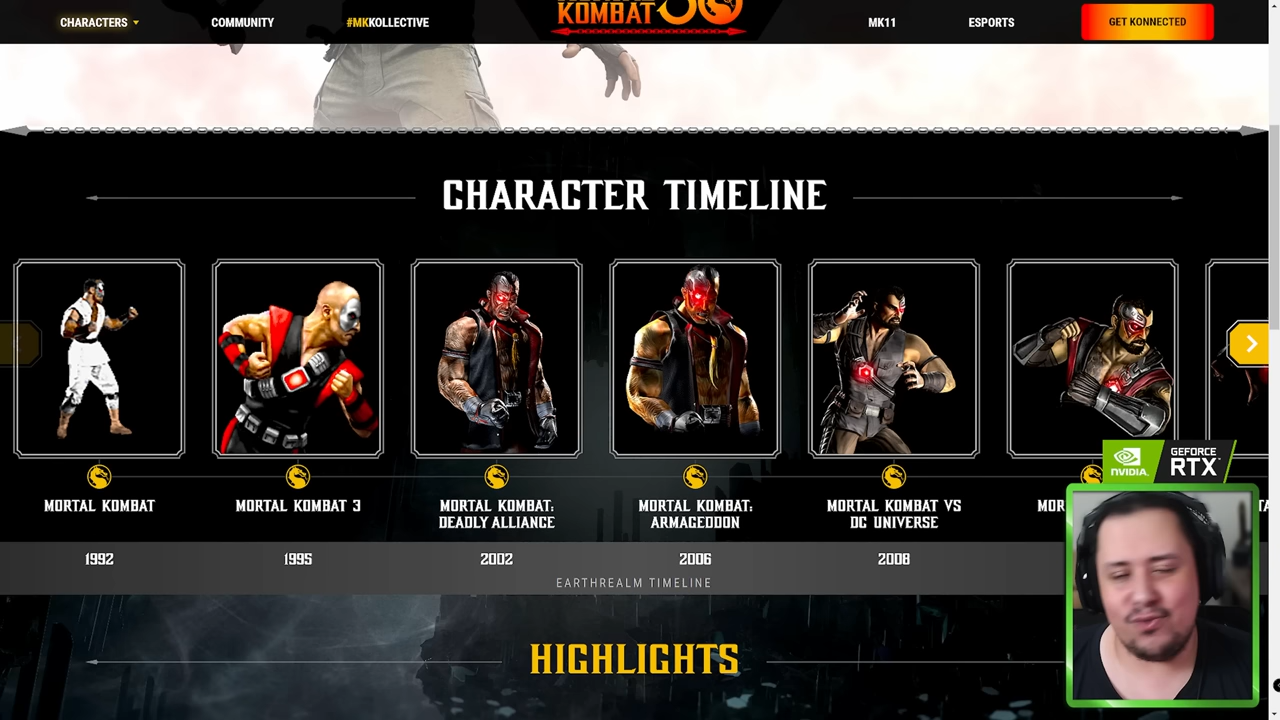 CHARACTERS
COMMUNITY
#MKKOLLECTIVE
KOMBAT
MK11
ESPORTS
GET KONNECTED
CHARACTER TIMELINE
MORTAL KOMBAT
MORTAL KOMBAT 3
MORTAL KOMBAT:
DEADLY ALLIANCE
MORTAL KOMBAT:
ARMAGEDDON
MORTAL KOMBAT VS
DC UNIVERSE
NVIDIA
GEFORCE
RTX
1992
1995
2002
2006
2008
EARTHREALM TIMELINE
HIGHLIGHTS